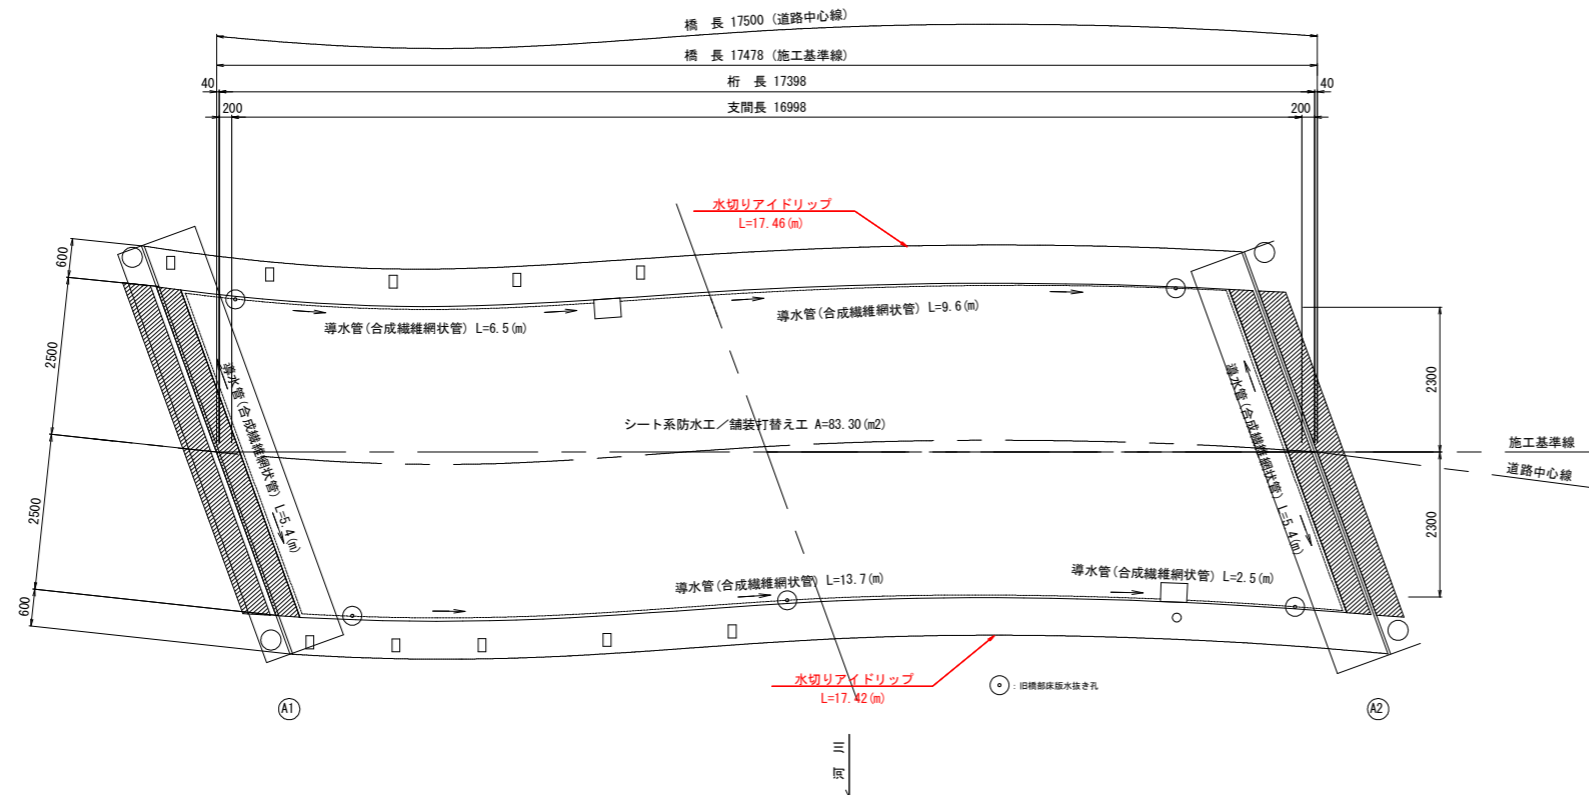 橋 長 17500 (道路中心線)
橋 長 17478 (施工基準線)
40
桁 長 17398
40
200
支間長 16998
200
水切りアイドリップ
L=17.46(m)
600
2500
2500
600
導水管(合成繊維網状管) L=6.5(m)
導水管(合成繊維網状管) L=9.6(m)
導水管(合成繊維網状管) L=5.4(m)
導水管(合成繊維網状管) L=5.4(m)
2300
2300
シート系防水工/舗装打替え工 A=83.30(m2)
施工基準線
道路中心線
導水管(合成繊維網状管) L=13.7(m)
導水管(合成繊維網状管) L=2.5(m)
水切りアイドリップ
L=17.42(m)
: 旧橋部床版水抜き孔
A1
A2
三
河